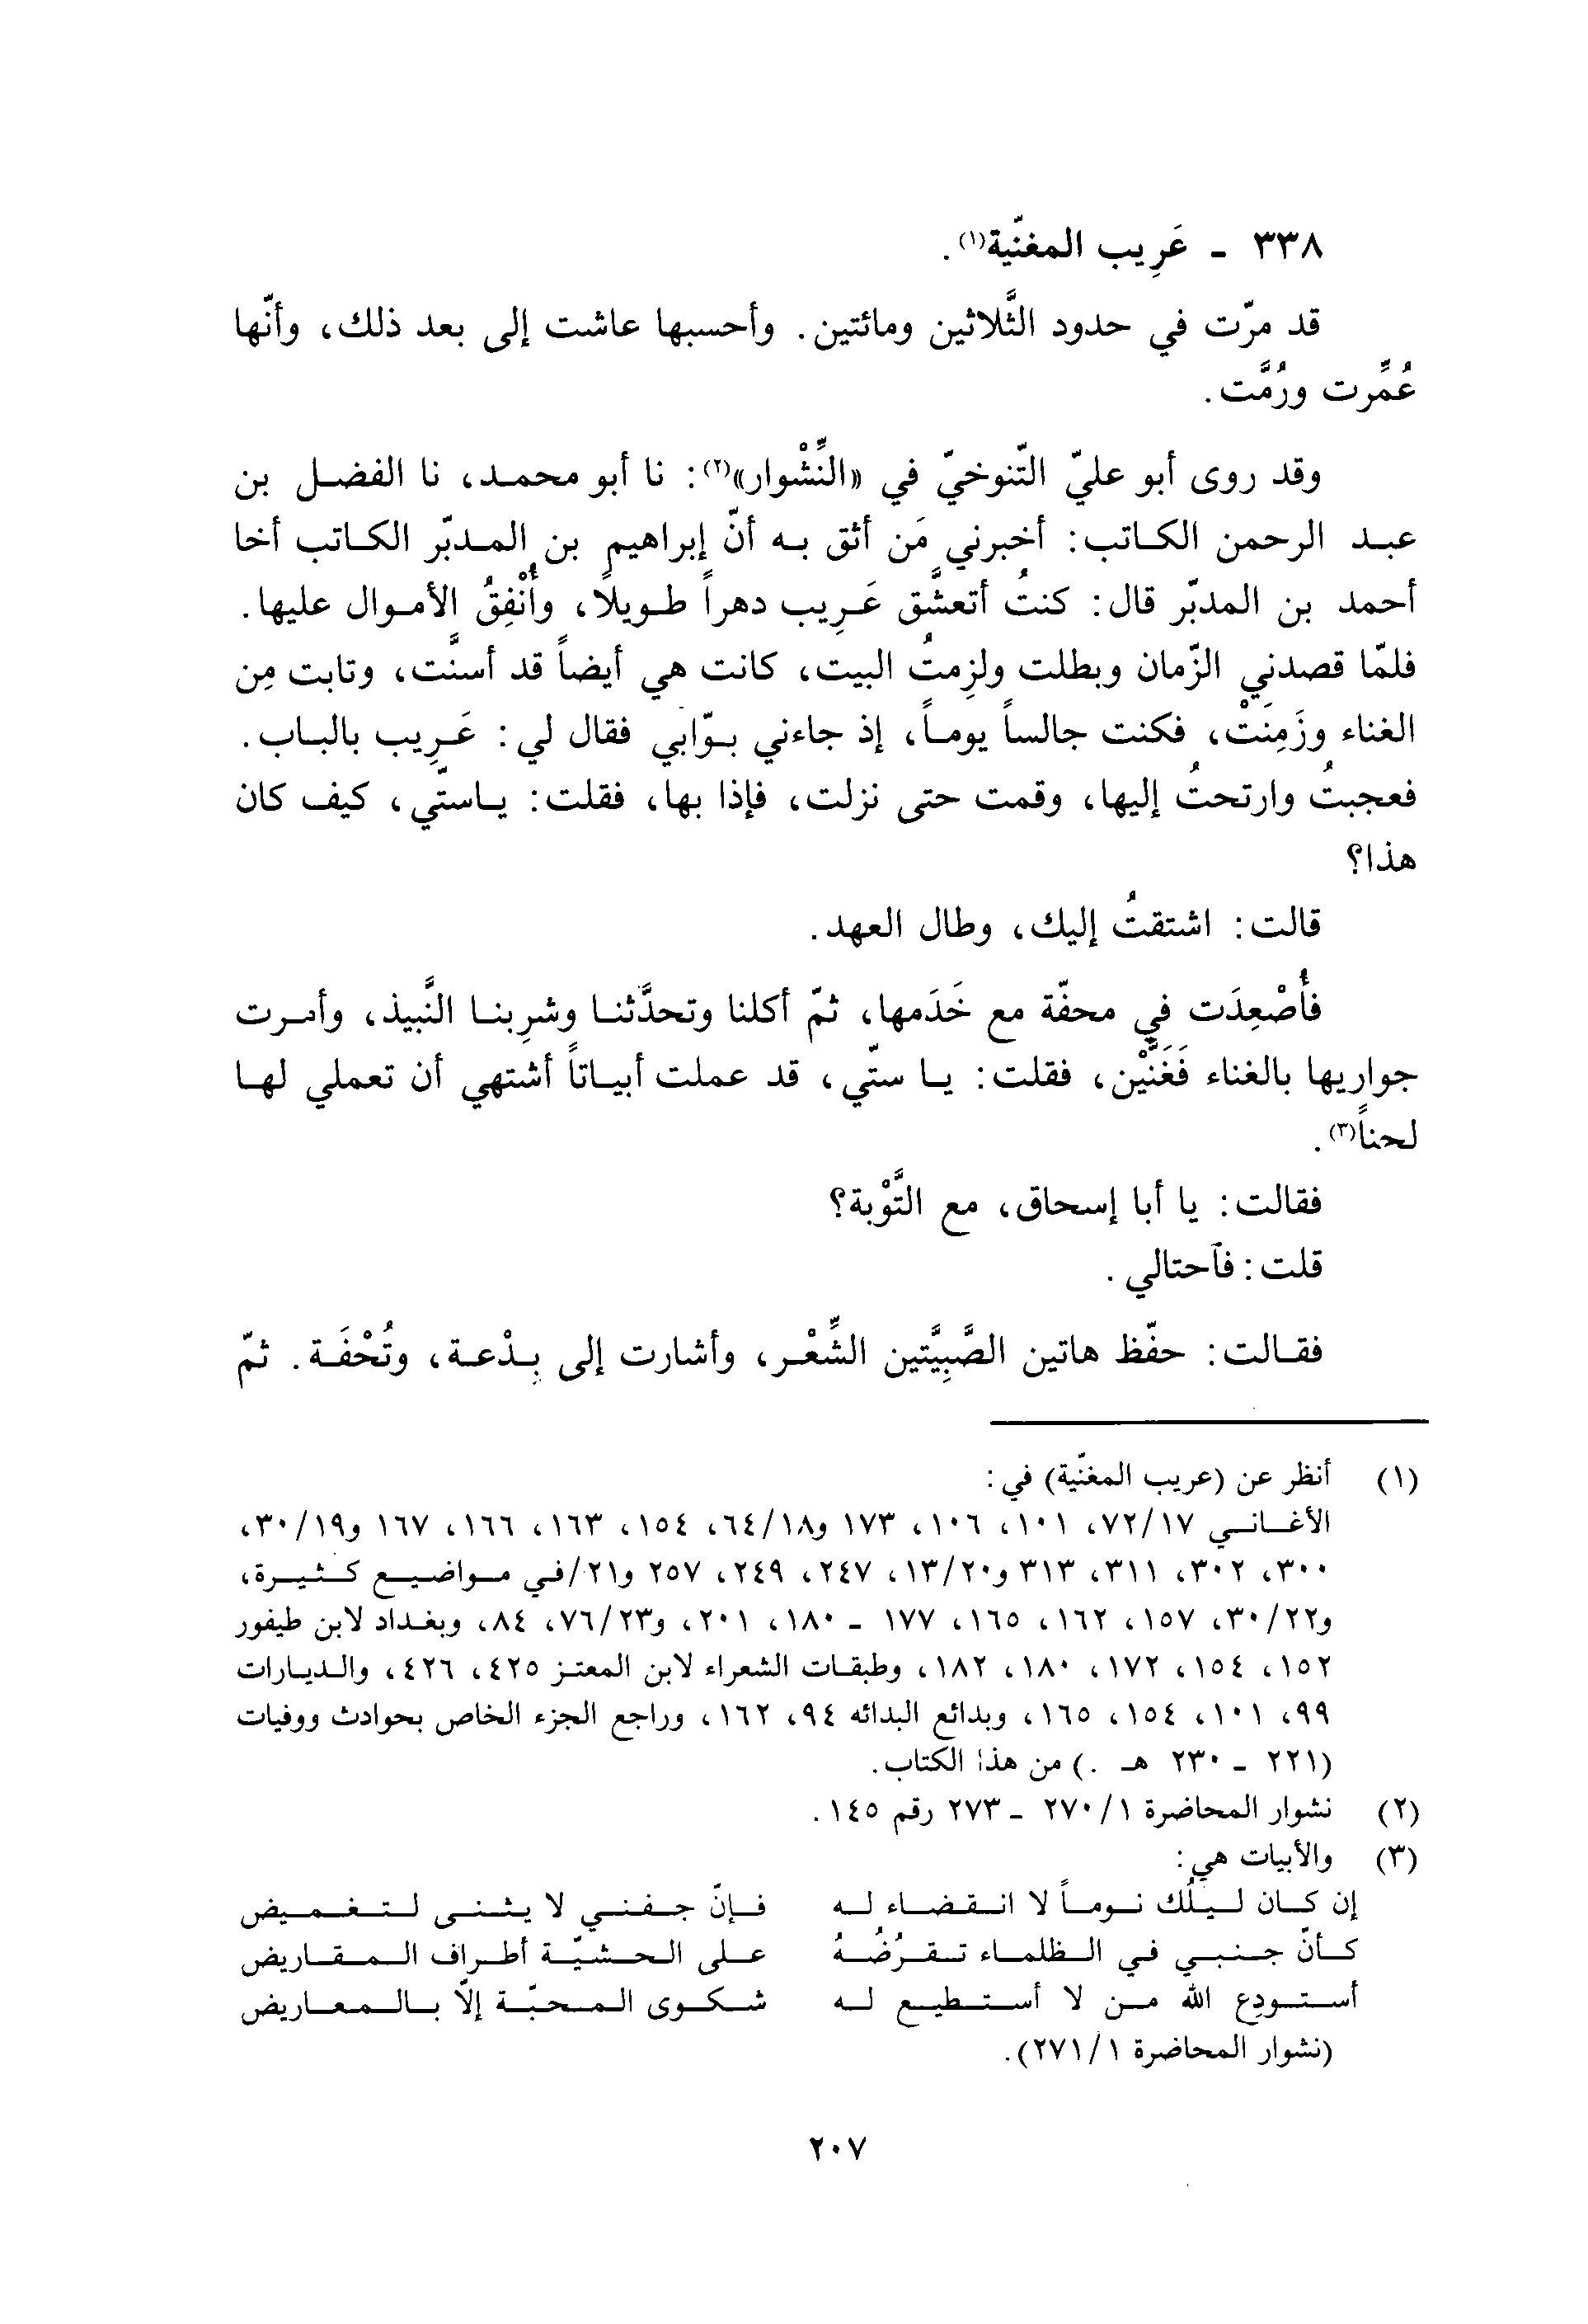 ٣٣٨ - عَرِيب المغنّية(١).
قد مرّت في حدود الثَّلاثين ومائتين. وأحسبها عاشت إلى بعد ذلك، وأنّها
عُمِّرت ورُمَّت.
وقد روى أبو عليّ التّنوخيّ في «النِّشْوار»(٢): نا أبو محمد، نا الفضل بن
عبد الرحمن الكاتب: أخبرني مَن أثق به أنّ إبراهيم بن المدبّر الكاتب أخا
أحمد بن المدبّر قال: كنتُ أتعشَّق عَرِيب دهراً طويلاً، وأُنْفِقُ الأموال عليها.
فلمّا قصدني الزّمان وبطلت ولزِمتُ البيت، كانت هي أيضاً قد أسنَّت، وتابت مِن
الغناء وزَمِنَتْ، فكنت جالساً يوماً، إذ جاءني بوّابي فقال لي: عَرِيب بالباب.
فعجبتُ وارتحتُ إليها، وقمت حتى نزلت، فإذا بها، فقلت: ياستّي، كيف كان
هذا؟
قالت: اشتقتُ إليك، وطال العهد.
فأُصْعِدَت في محفّة مع خَدَمها، ثمّ أكلنا وتحدَّثنا وشرِبنا النَّبيذ، وأمرت
جواريها بالغناء فَغَنَّيْن، فقلت: يا ستّي، قد عملت أبياتاً أشتهي أن تعملي لها
لحناً(٣).
فقالت: يا أبا إسحاق، مع التَّوْبة؟
قلت: فآحتالي.
فقالت: حفّظ هاتين الصَّبِيَّتين الشِّعْر، وأشارت إلى بِدْعة، وتُحْفَة. ثمّ
(١) أنظر عن (عريب المغنّية) في:
الأغاني ٧٢/١٧، ١٠١، ١٠٦، ١٧٣ و٦٤/١٨، ١٥٤، ١٦٣، ١٦٦، ١٦٧ و٣٠/١٩،
٣٠٠، ٣٠٢، ٣١١، ٣١٣ و١٣/٢٠، ٢٤٧، ٢٤٩، ٢٥٧ و٢١/في مواضيع كثيرة،
و٣٠/٢٢، ١٥٧، ١٦٢، ١٦٥، ١٧٧ - ١٨٠، ٢٠١، و٧٦/٢٣، ٨٤، وبغداد لابن طيفور
١٥٢، ١٥٤، ١٧٢، ١٨٠، ١٨٢، وطبقات الشعراء لابن المعتز ٤٢٥، ٤٢٦، والديارات
٩٩، ١٠١، ١٥٤، ١٦٥، وبدائع البدائه ٩٤، ١٦٢، وراجع الجزء الخاص بحوادث ووفيات
(٢٢١ - ٢٣٠ هـ .) من هذا الكتاب.
(٢) نشوار المحاضرة ٢٧٠/١ - ٢٧٣ رقم ١٤٥.
(٣) والأبيات هي:
إن كان ليلُك نوماً لا انقضاء له فإنّ جفني لا يثنى لتغميض
كأنّ جنبي في الظلماء تقرُضُهُ على الحشيّة أطراف المقاريض
أستودِع الله من لا أستطيع له شكوى المحبّة إلاّ بالمعاريض
(نشوار المحاضرة ٢٧١/١).
٢٠٧